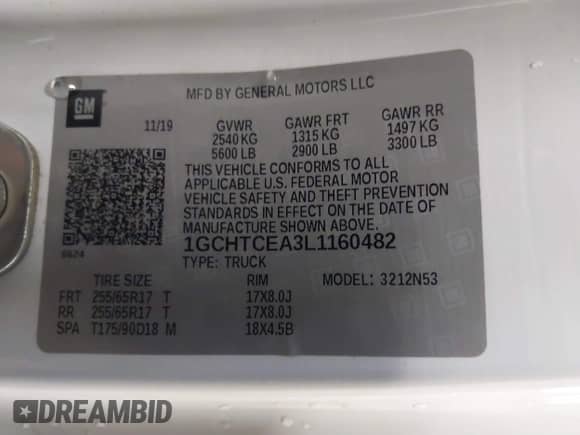 GM
MFD BY GENERAL MOTORS LLC
11/19 GVWR GAWR FRT GAWR RR
2540 KG 1315 KG 1497 KG
5600 LB 2900 LB 3300 LB
THIS VEHICLE CONFORMS TO ALL
APPLICABLE U.S. FEDERAL MOTOR
VEHICLE SAFETY AND THEFT PREVENTION
STANDARDS IN EFFECT ON THE DATE OF
MANUFACTURE SHOWN ABOVE.
1GCHTCEA3L1160482
TYPE: TRUCK MODEL: 3212N53
TIRE SIZE RIM
FRT 255/65R17 T 17X8.0J
RR 255/65R17 T 17X8.0J
SPA T175/90D18 M 18X4.5B
DREAMBID